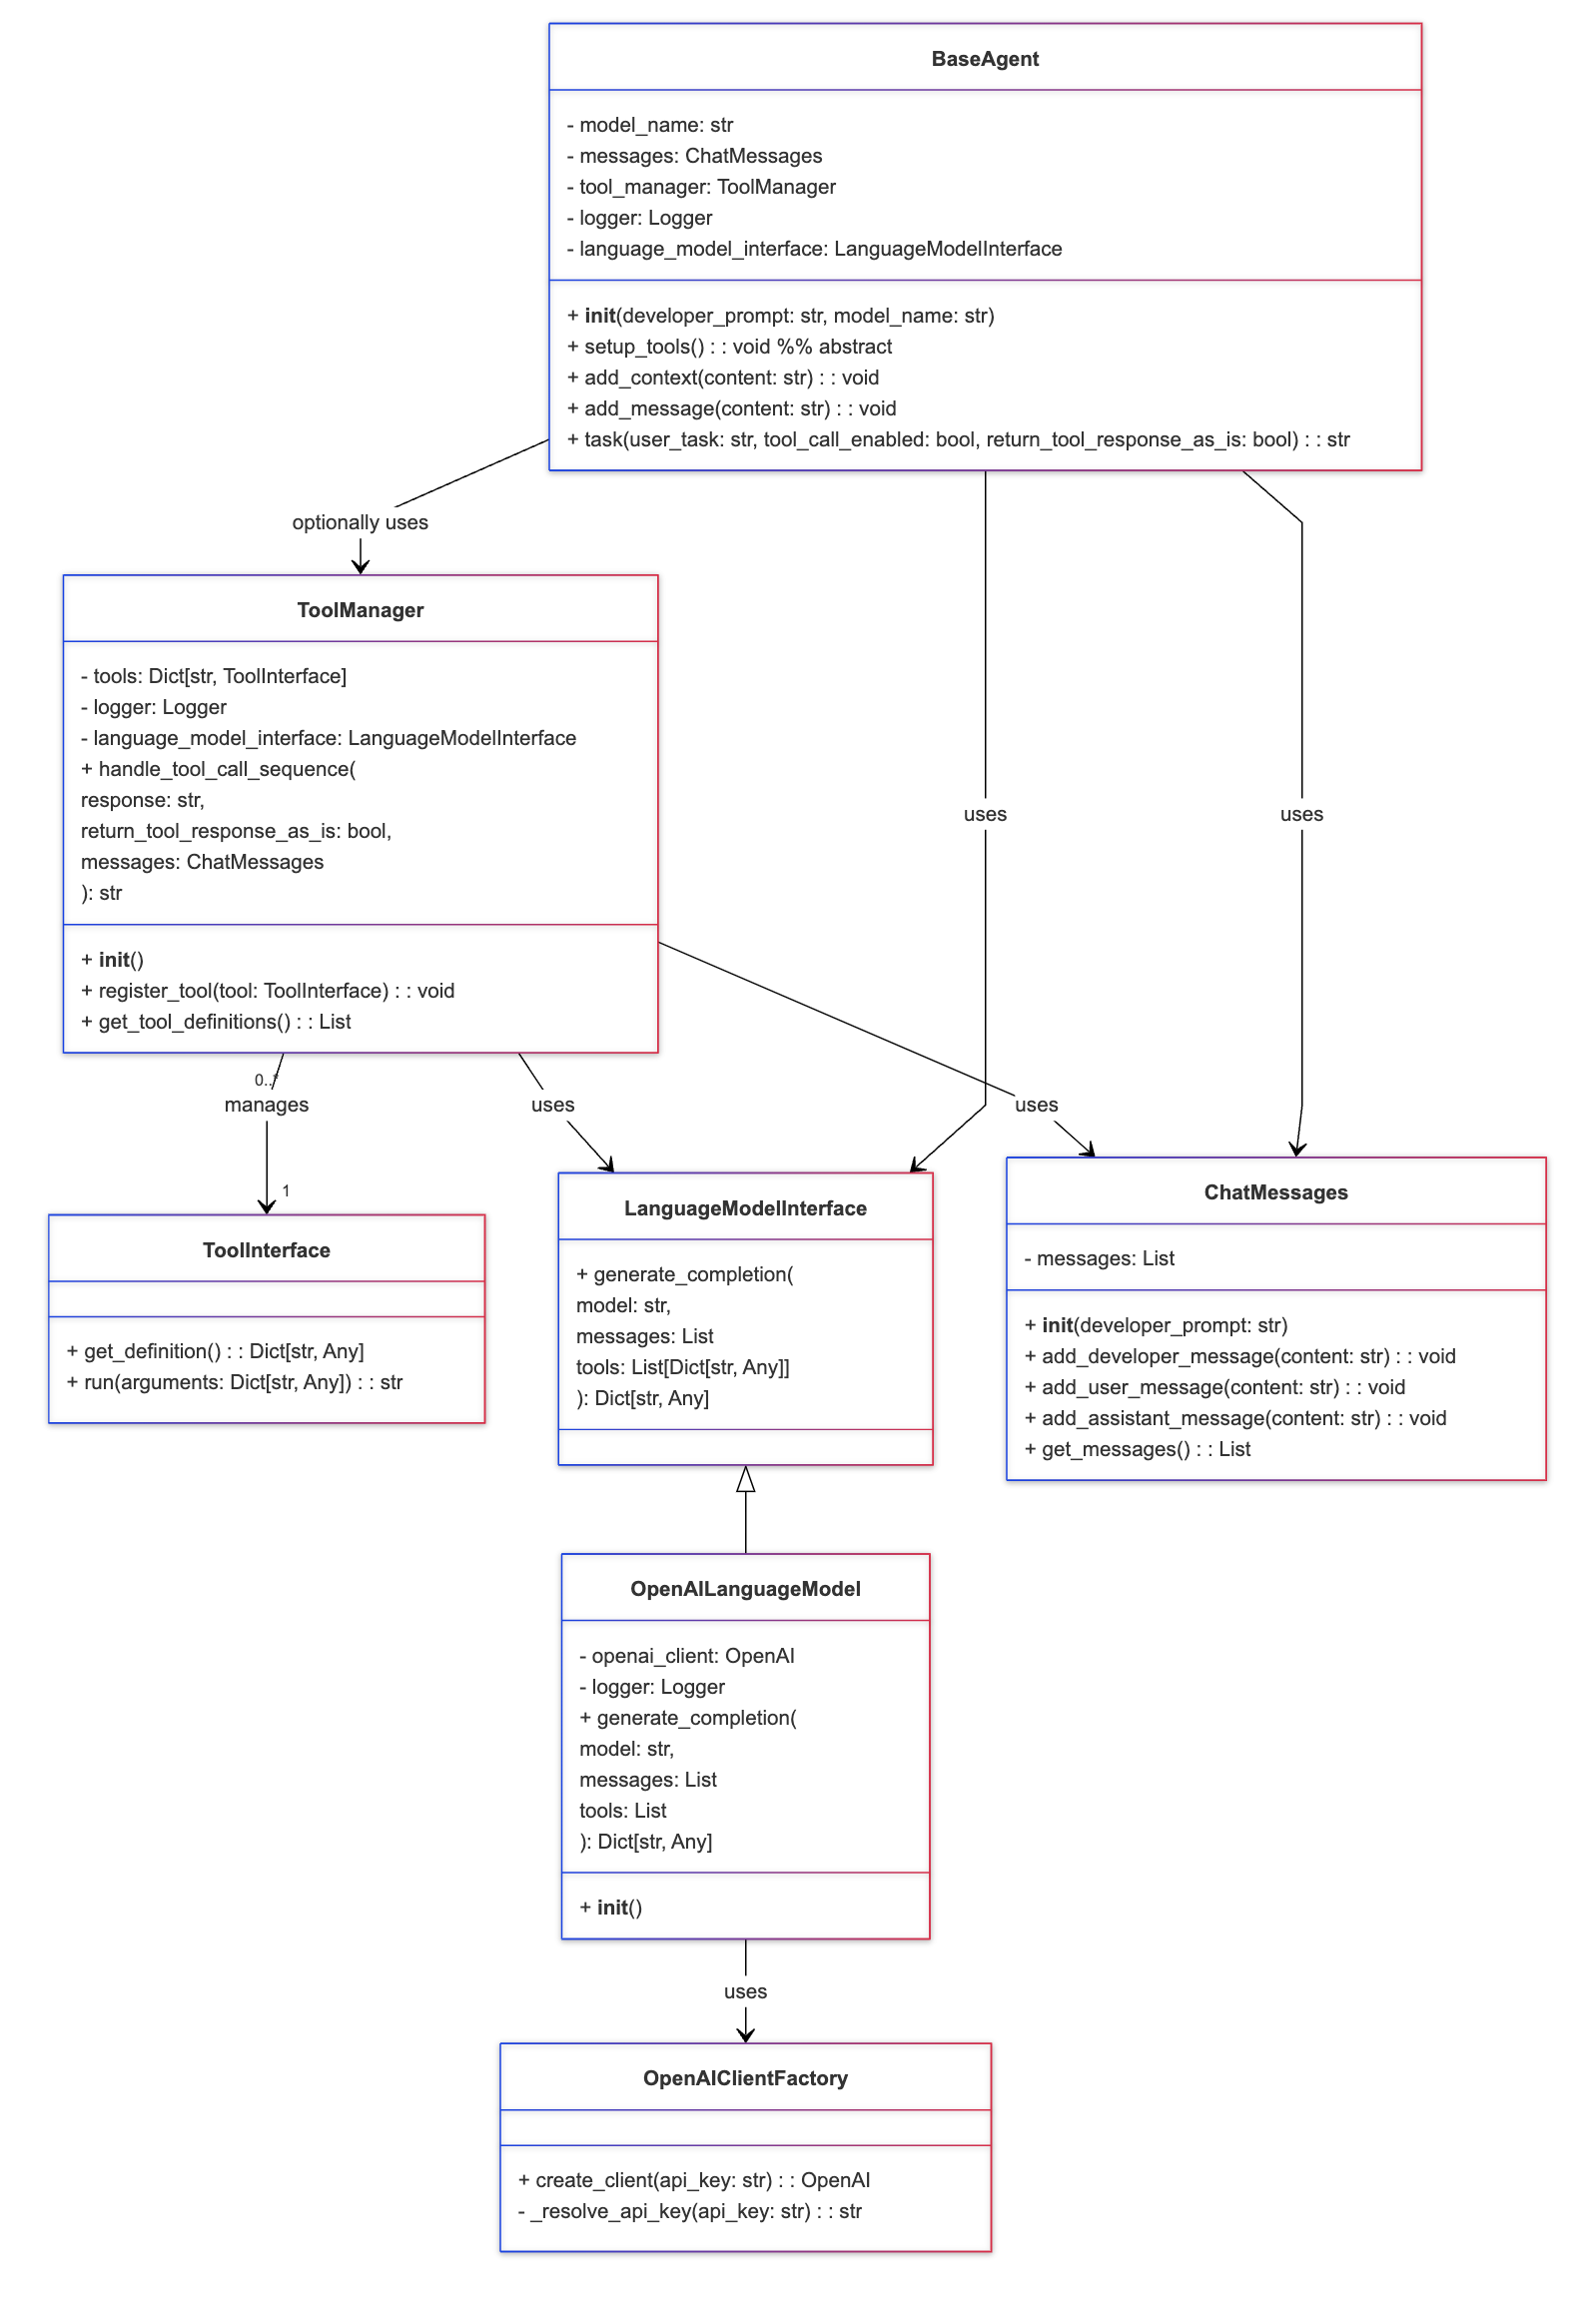 BaseAgent
- model_name: str
- messages: ChatMessages
- tool_manager: ToolManager
- logger: Logger
- language_model_interface: LanguageModelInterface
+ init(developer_prompt: str, model_name: str)
+ setup_tools() : : void %% abstract
+ add_context(content: str) : : void
+ add_message(content: str) : : void
+ task(user_task: str, tool_call_enabled: bool, return_tool_response_as_is: bool) : : str
optionally uses
ToolManager
- tools: Dict[str, ToolInterface]
- logger: Logger
- language_model_interface: LanguageModelInterface
+ handle_tool_call_sequence(
response: str,
return_tool_response_as_is: bool,
messages: ChatMessages
): str
+ init()
+ register_tool(tool: ToolInterface) : : void
+ get_tool_definitions() : : List
uses
uses
0..*
manages
uses
uses
1
ToolInterface
+ get_definition() : : Dict[str, Any]
+ run(arguments: Dict[str, Any]) : : str
LanguageModelInterface
+ generate_completion(
model: str,
messages: List
tools: List[Dict[str, Any]]
): Dict[str, Any]
ChatMessages
- messages: List
+ init(developer_prompt: str)
+ add_developer_message(content: str) : : void
+ add_user_message(content: str) : : void
+ add_assistant_message(content: str) : : void
+ get_messages() : : List
OpenAILanguageModel
- openai_client: OpenAI
- logger: Logger
+ generate_completion(
model: str,
messages: List
tools: List
): Dict[str, Any]
+ init()
uses
OpenAIClientFactory
+ create_client(api_key: str) : : OpenAI
- _resolve_api_key(api_key: str) : : str